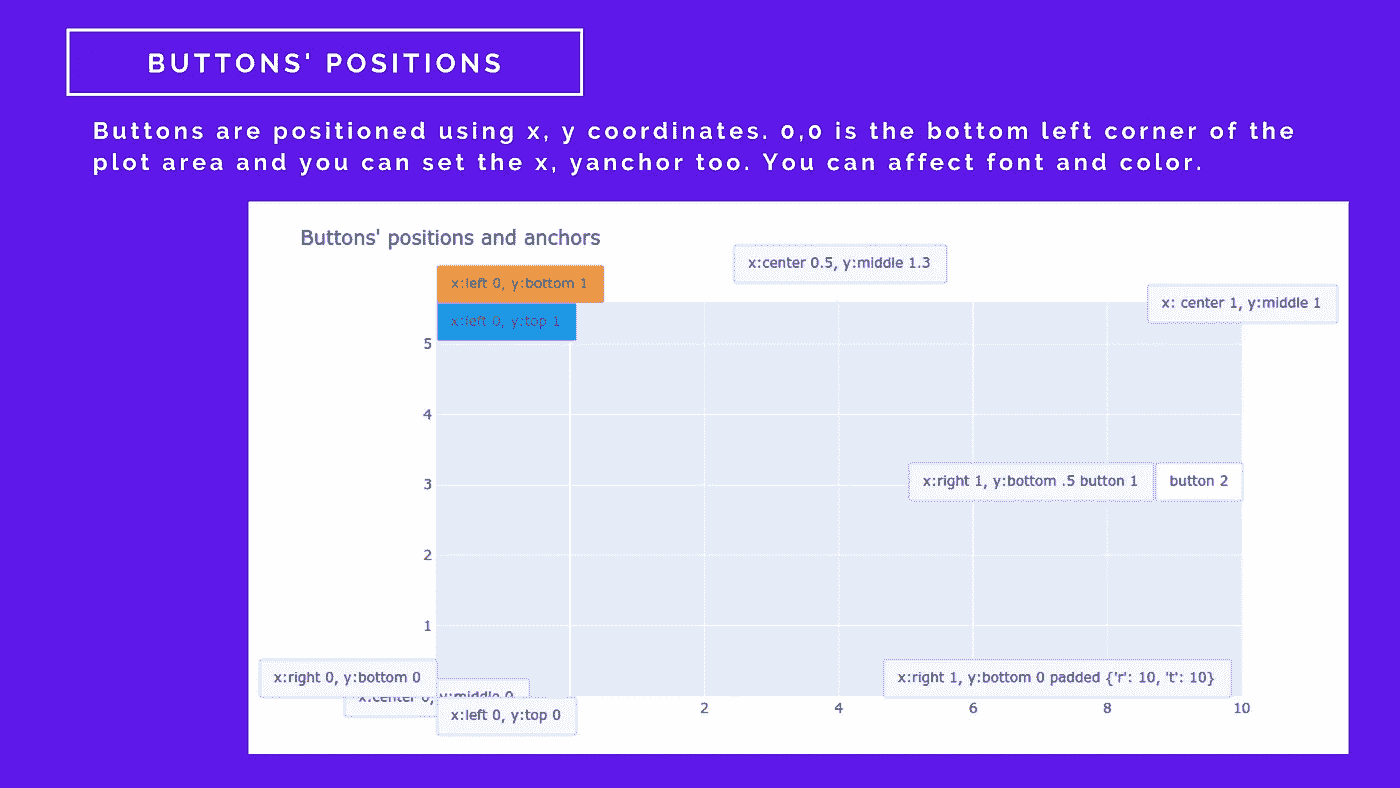 BUTTONS' POSITIONS
Buttons are positioned using x, y coordinates. 0,0 is the bottom left corner of the
plot area and you can set the x, yanchor too. You can affect font and color.
Buttons' positions and anchors
x:center 0.5, y:middle 1.3
x:left 0, y:bottom 1
x: center 1, y:middle 1
x:left 0, y:top 1
5
4
3
x:right 1, y:bottom .5 button 1
button 2
2
1
x:right 0, y:bottom 0
x:right 1, y:bottom 0 padded {'r': 10, 't': 10}
x:center 0, y:middle 0
x:left 0, y:top 0
2
4
6
8
10